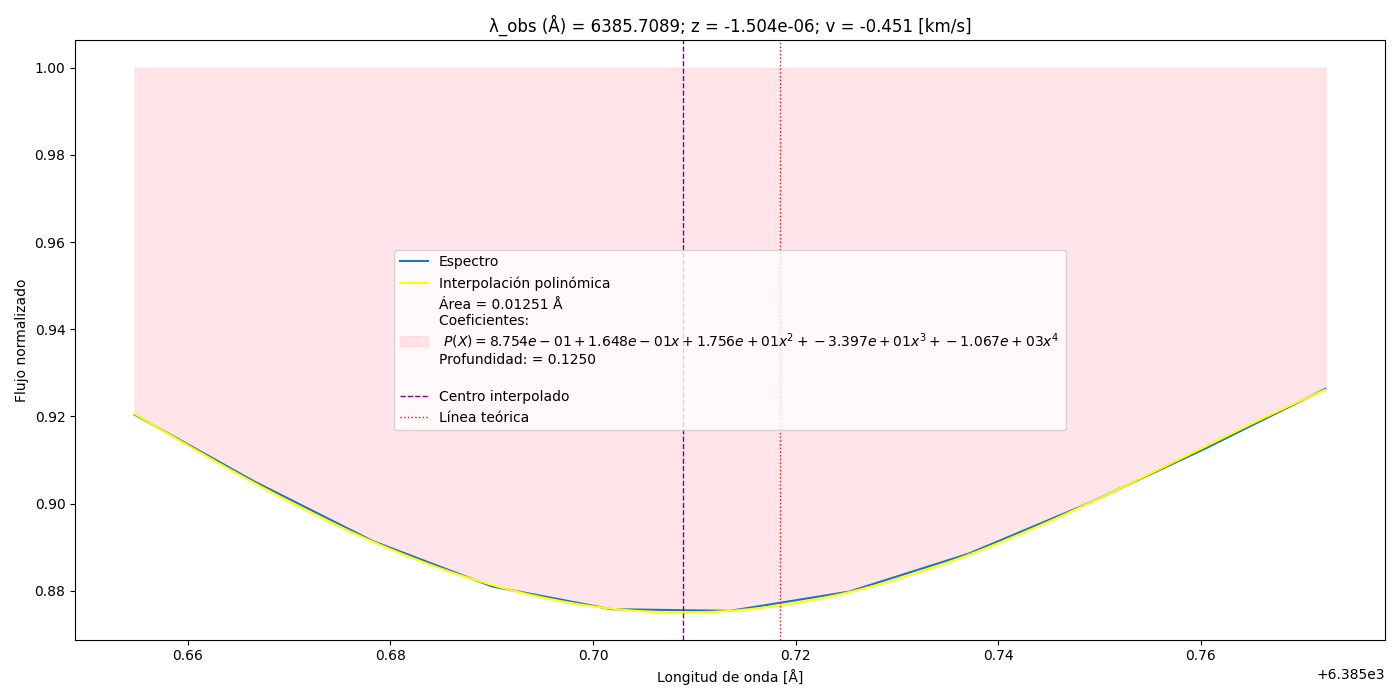 λ_obs (Å) = 6385.7089; z = -1.504e-06; v = -0.451 [km/s]
1.00
0.98
0.96
0.94
0.92
0.90
0.88
Flujo normalizado
Espectro
Interpolación polinómica
Área = 0.01251 Å
Coeficientes:
P(X) = 8.754e − 01 + 1.648e − 01x + 1.756e + 01x² + − 3.397e + 01x³ + − 1.067e + 03x⁴
Profundidad: = 0.1250
Centro interpolado
Línea teórica
0.66 0.68 0.70 0.72 0.74 0.76
+6.385e3
Longitud de onda [Å]